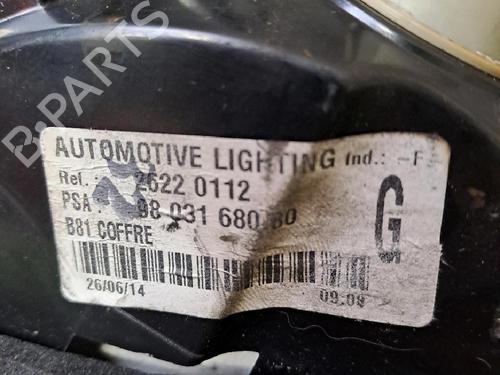 B-PARTS
AUTOMOTIVE LIGHTING Ind.: -F-
Ref. 2622 0112
PSA 98 031 680 80
B81 COFFRE
G
26/06/14
09:09